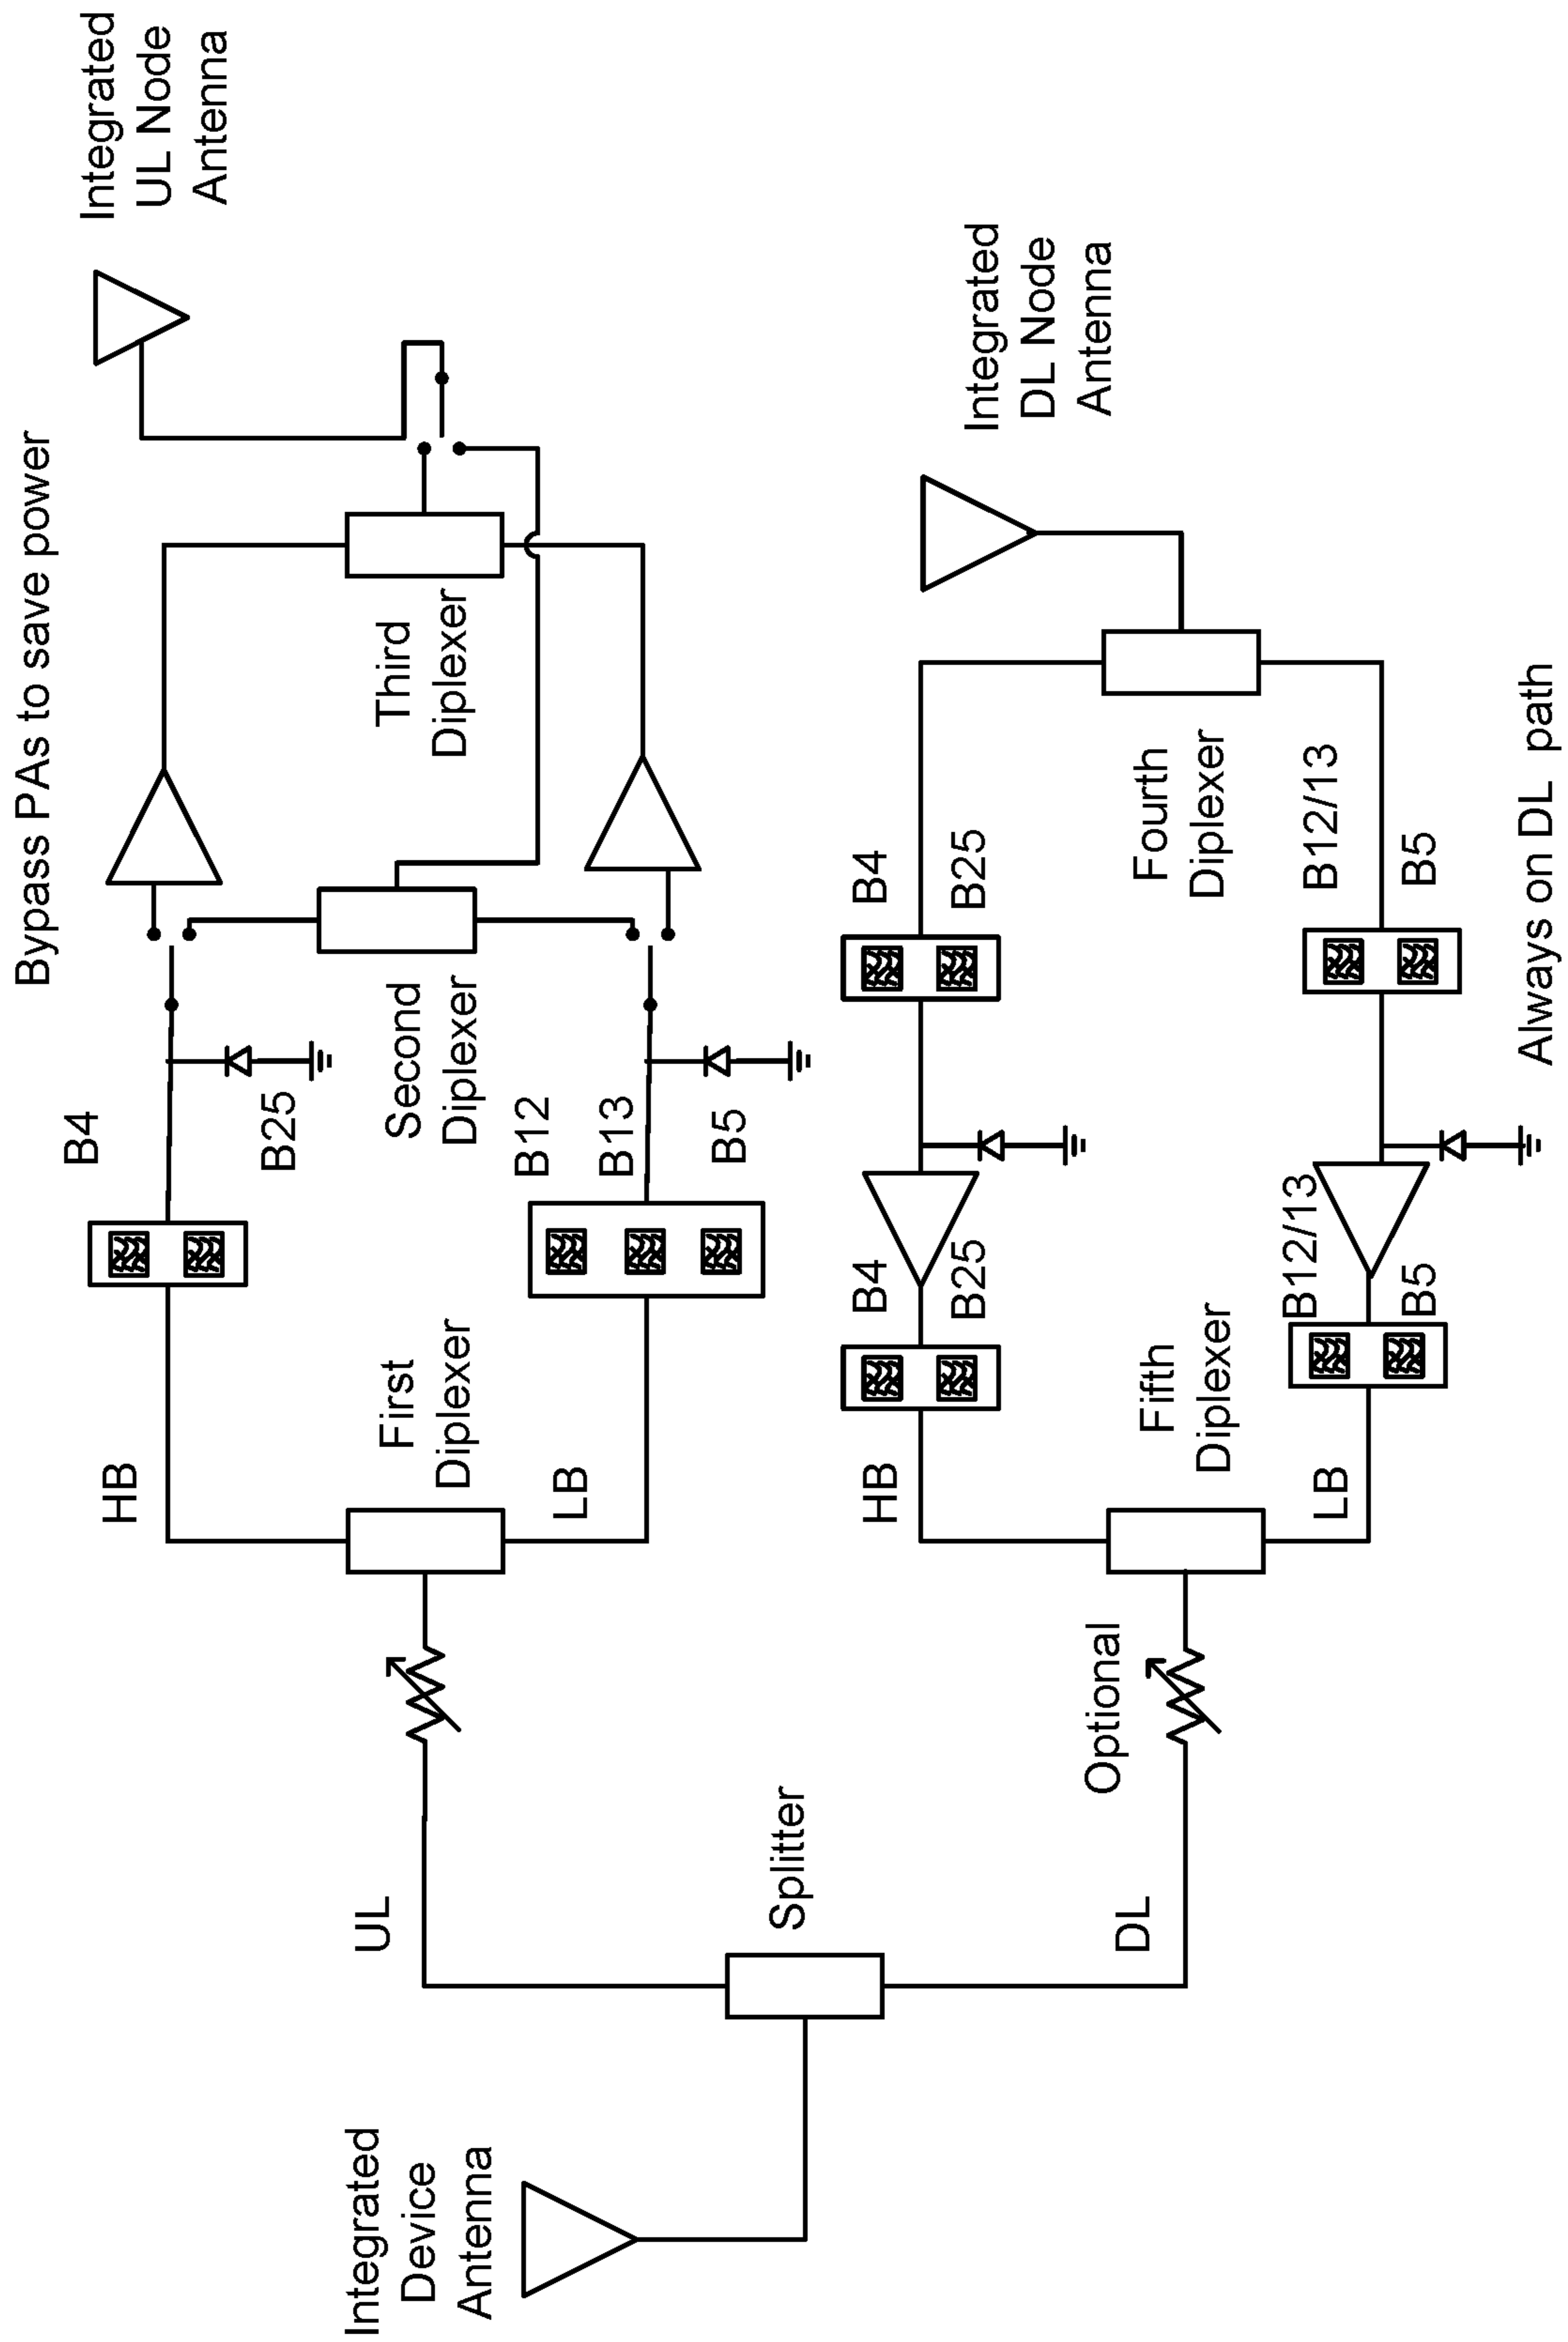 Bypass PAs to save power
Integrated
UL Node
Antenna
B4
B25
HB
First
Diplexer
Second
Diplexer
Third
Diplexer
LB
B12
B13
B5
UL
Integrated
Device
Antenna
Splitter
DL
Optional
HB
B4
B25
B4
B25
Integrated
DL Node
Antenna
Fifth
Diplexer
Fourth
Diplexer
LB
B12/13
B5
B12/13
B5
Always on DL path